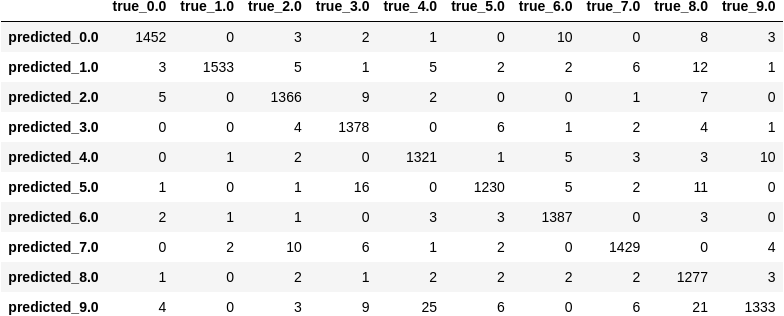 true_0.0 true_1.0 true_2.0 true_3.0 true_4.0 true_5.0 true_6.0 true_7.0 true_8.0 true_9.0
predicted_0.0 1452 0 3 2 1 0 10 0 8 3
predicted_1.0 3 1533 5 1 5 2 2 6 12 1
predicted_2.0 5 0 1366 9 2 0 0 1 7 0
predicted_3.0 0 0 4 1378 0 6 1 2 4 1
predicted_4.0 0 1 2 0 1321 1 5 3 3 10
predicted_5.0 1 0 1 16 0 1230 5 2 11 0
predicted_6.0 2 1 1 0 3 3 1387 0 3 0
predicted_7.0 0 2 10 6 1 2 0 1429 0 4
predicted_8.0 1 0 2 1 2 2 2 2 1277 3
predicted_9.0 4 0 3 9 25 6 0 6 21 1333